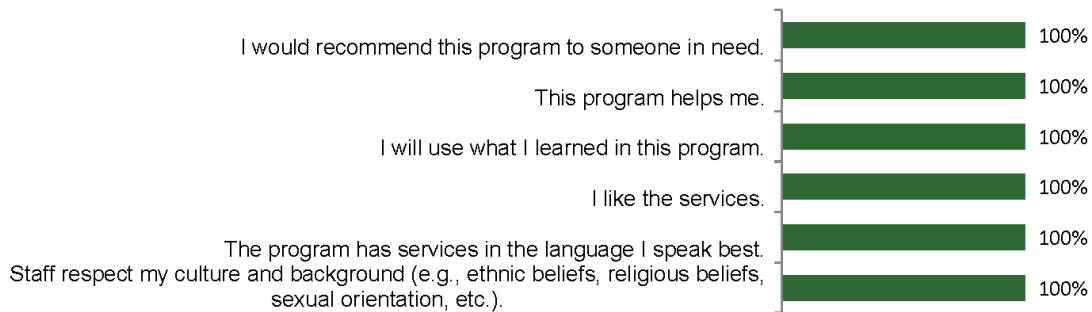 I would recommend this program to someone in need.
100%
This program helps me.
100%
I will use what I learned in this program.
100%
I like the services.
100%
The program has services in the language I speak best.
100%
Staff respect my culture and background (e.g., ethnic beliefs, religious beliefs,
sexual orientation, etc.).
100%